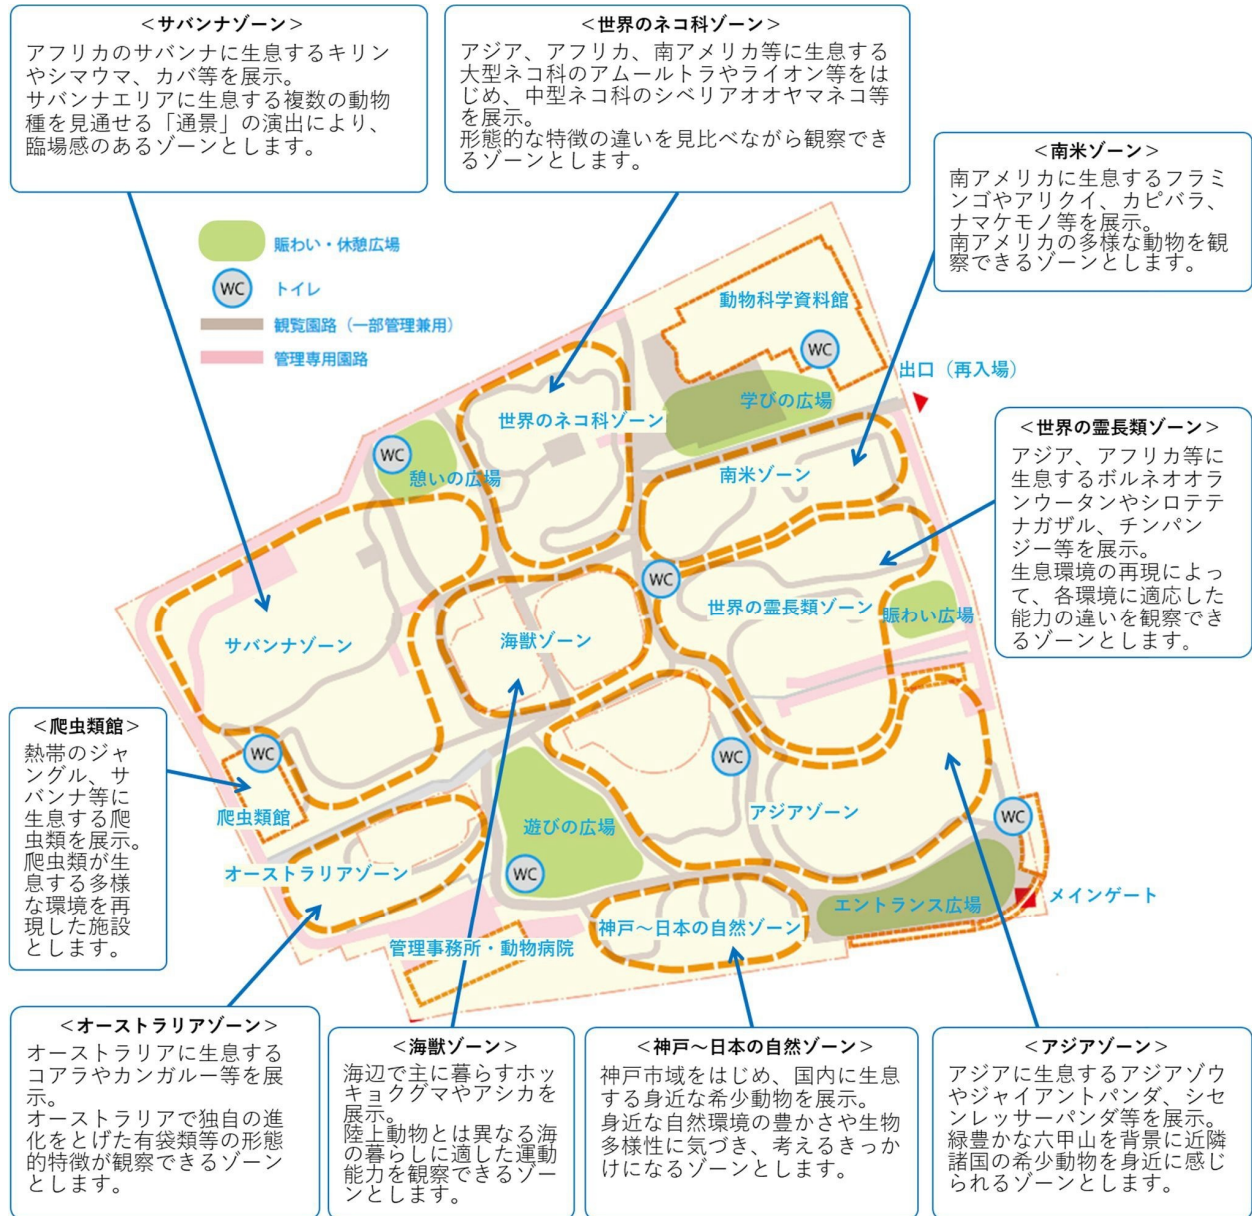 ＜サバンナゾーン＞
アフリカのサバンナに生息するキリン
やシマウマ、カバ等を展示。
サバンナエリアに生息する複数の動物
種を見通せる「通景」の演出により、
臨場感のあるゾーンとします。
＜世界のネコ科ゾーン＞
アジア、アフリカ、南アメリカ等に生息する
大型ネコ科のアムールトラやライオン等をは
じめ、中型ネコ科のシベリアオオヤマネコ等
を展示。
形態的な特徴の違いを見比べながら観察でき
るゾーンとします。
＜南米ゾーン＞
南アメリカに生息するフラミ
ンゴやアリクイ、カピバラ、
ナマケモノ等を展示。
南アメリカの多様な動物を観
察できるゾーンとします。
賑わい・休憩広場
WC
トイレ
観覧園路（一部管理兼用）
管理専用園路
動物科学資料館
WC
出口（再入場）
学びの広場
世界のネコ科ゾーン
WC
憩いの広場
南米ゾーン
＜世界の霊長類ゾーン＞
アジア、アフリカ等に
生息するボルネオオラ
ンウータンやシロテテ
ナガザル、チンパン
ジー等を展示。
生息環境の再現によっ
て、各環境に適応した
能力の違いを観察でき
るゾーンとします。
WC
世界の霊長類ゾーン
賑わい広場
サバンナゾーン
海獣ゾーン
＜爬虫類館＞
熱帯のジャ
ングル、サ
バンナ等に
生息する爬
虫類を展示。
爬虫類が生
息する多様
な環境を再
現した施設
とします。
WC
爬虫類館
WC
アジアゾーン
遊びの広場
WC
オーストラリアゾーン
WC
エントランス広場
メインゲート
神戸～日本の自然ゾーン
管理事務所・動物病院
＜オーストラリアゾーン＞
オーストラリアに生息する
コアラやカンガルー等を展
示。
オーストラリアで独自の進
化をとげた有袋類等の形態
的特徴が観察できるゾーン
とします。
＜海獣ゾーン＞
海辺で主に暮らすホッ
キョクグマやアシカを
展示。
陸上動物とは異なる海
の暮らしに適した運動
能力を観察できるゾー
ンとします。
＜神戸～日本の自然ゾーン＞
神戸市域をはじめ、国内に生息
する身近な希少動物を展示。
身近な自然環境の豊かさや生物
多様性に気づき、考えるきっか
けになるゾーンとします。
＜アジアゾーン＞
アジアに生息するアジアゾウ
やジャイアントパンダ、シセ
ンレッサーパンダ等を展示。
緑豊かな六甲山を背景に近隣
諸国の希少動物を身近に感じ
られるゾーンとします。